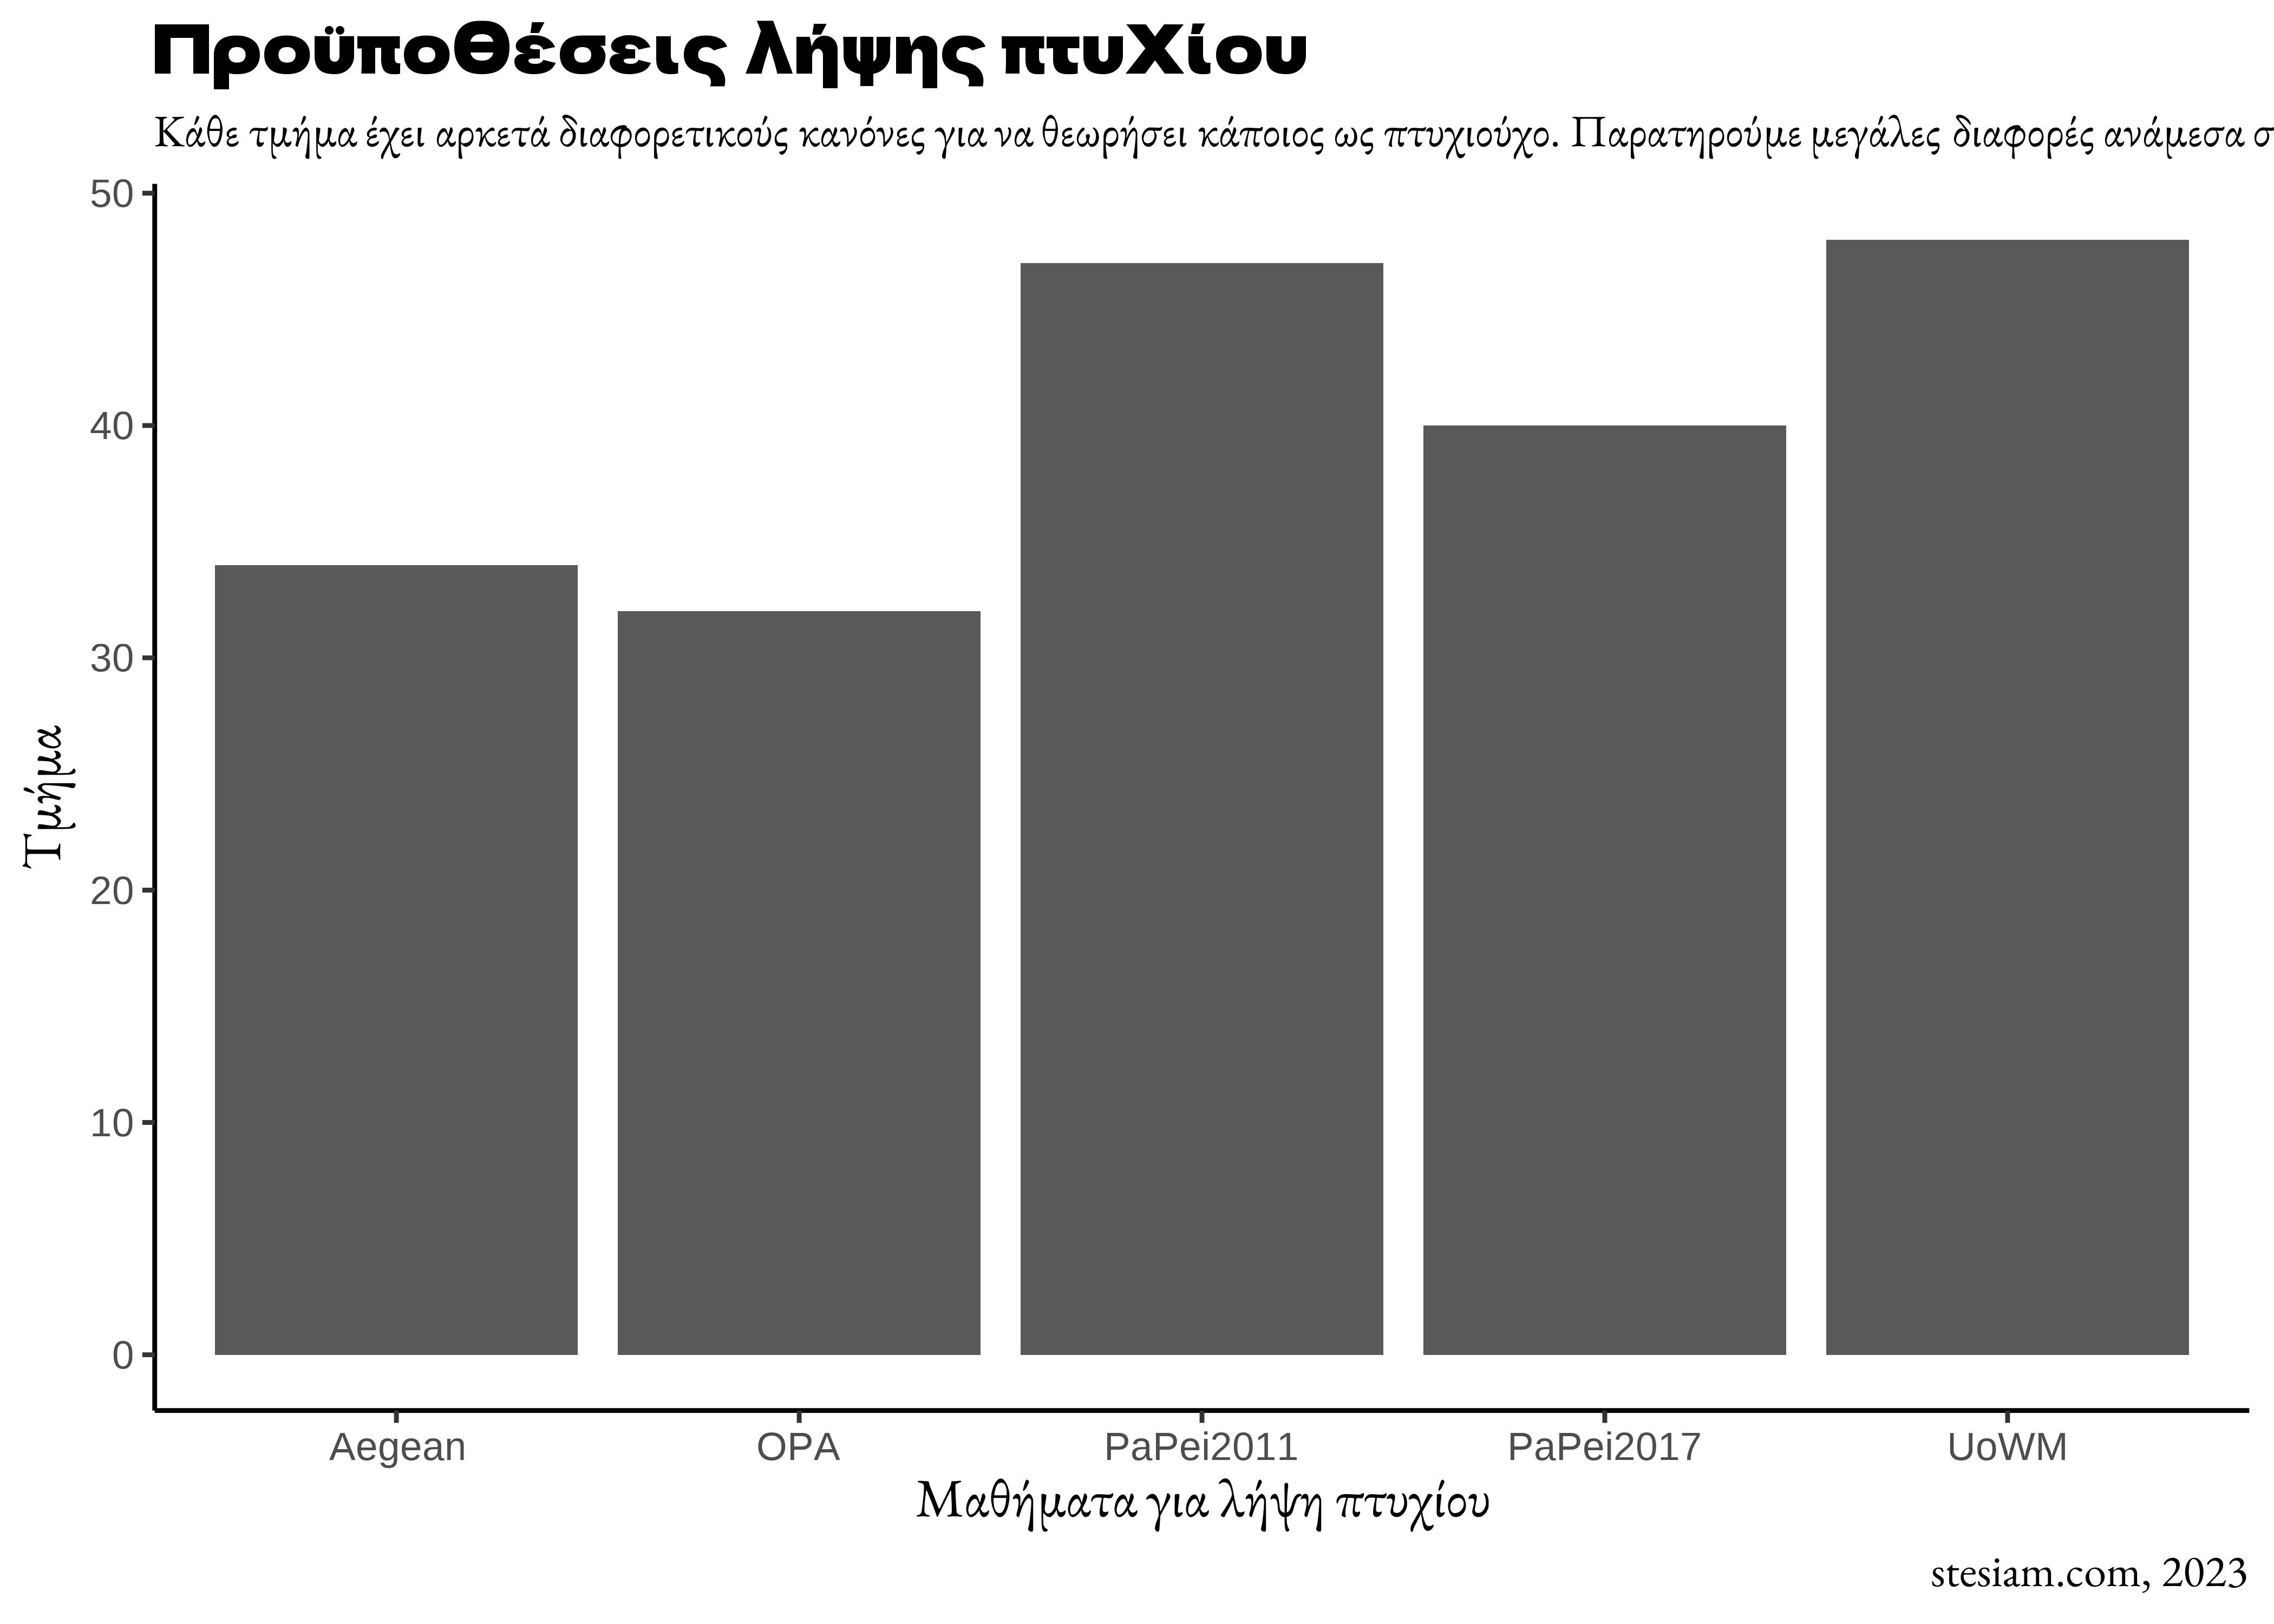 Προϋποθέσεις λήψης πτυχίου
Κάθε τμήμα έχει αρκετά διαφορετικούς κανόνες για να θεωρήσει κάποιος ως πτυχιούχο. Παρατηρούμε μεγάλες διαφορές ανάμεσα σ
50
40
30
20
10
0
Τμήμα
Aegean OPA PaPei2011 PaPei2017 UoWM
Μαθήματα για λήψη πτυχίου
stesiam.com, 2023